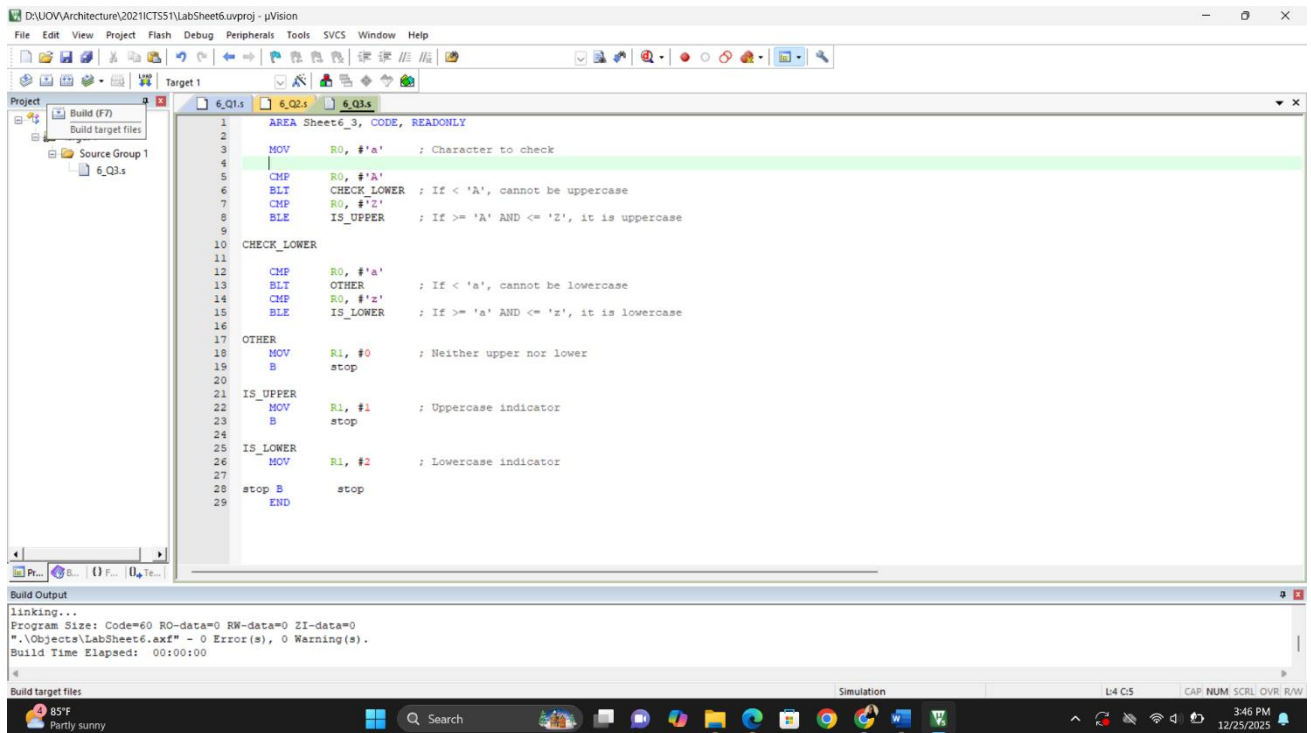 D:\UOV\Architecture\2021ICTS51\LabSheet6.uvproj - µVision
File Edit View Project Flash Debug Peripherals Tools SVCS Window Help
Target 1
Project
6_Q1.s 6_Q2.s 6_Q3.s
Build (F7)
Build target files
Source Group 1
6_Q3.s
1 AREA Sheet6_3, CODE, READONLY
2
3 MOV R0, #'a' ; Character to check
4
5 CMP R0, #'A'
6 BLT CHECK_LOWER ; If < 'A', cannot be uppercase
7 CMP R0, #'Z'
8 BLE IS_UPPER ; If >= 'A' AND <= 'Z', it is uppercase
9
10 CHECK_LOWER
11
12 CMP R0, #'a'
13 BLT OTHER ; If < 'a', cannot be lowercase
14 CMP R0, #'z'
15 BLE IS_LOWER ; If >= 'a' AND <= 'z', it is lowercase
16
17 OTHER
18 MOV R1, #0 ; Neither upper nor lower
19 B stop
20
21 IS_UPPER
22 MOV R1, #1 ; Uppercase indicator
23 B stop
24
25 IS_LOWER
26 MOV R1, #2 ; Lowercase indicator
27
28 stop B stop
29 END
Pr... B... {} F... Te...
Build Output
linking...
Program Size: Code=60 RO-data=0 RW-data=0 ZI-data=0
".\Objects\LabSheet6.axf" - 0 Error(s), 0 Warning(s).
Build Time Elapsed: 00:00:00
Build target files Simulation L:4 C:5 CAP NUM SCRL OVR R/W
4 85°F
Partly sunny
Search
3:46 PM
12/25/2025